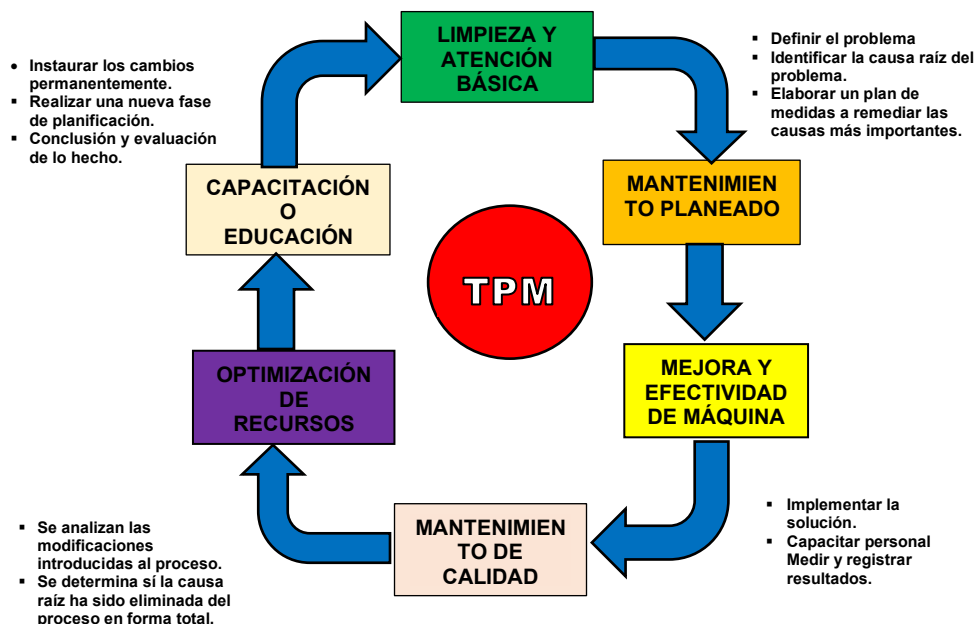 LIMPIEZA Y
ATENCIÓN
BÁSICA
▪ Definir el problema
▪ Identificar la causa raíz del
problema.
▪ Elaborar un plan de
medidas a remediar las
causas más importantes.
• Instaurar los cambios
permanentemente.
▪ Realizar una nueva fase
de planificación.
▪ Conclusión y evaluación
de lo hecho.
CAPACITACIÓN
O
EDUCACIÓN
MANTENIMIEN
TO PLANEADO
TPM
OPTIMIZACIÓN
DE
RECURSOS
MEJORA Y
EFECTIVIDAD
DE MÁQUINA
▪ Implementar la
solución.
▪ Capacitar personal
Medir y registrar
resultados.
MANTENIMIEN
TO DE
CALIDAD
▪ Se analizan las
modificaciones
introducidas al proceso.
▪ Se determina sí la causa
raíz ha sido eliminada del
proceso en forma total.